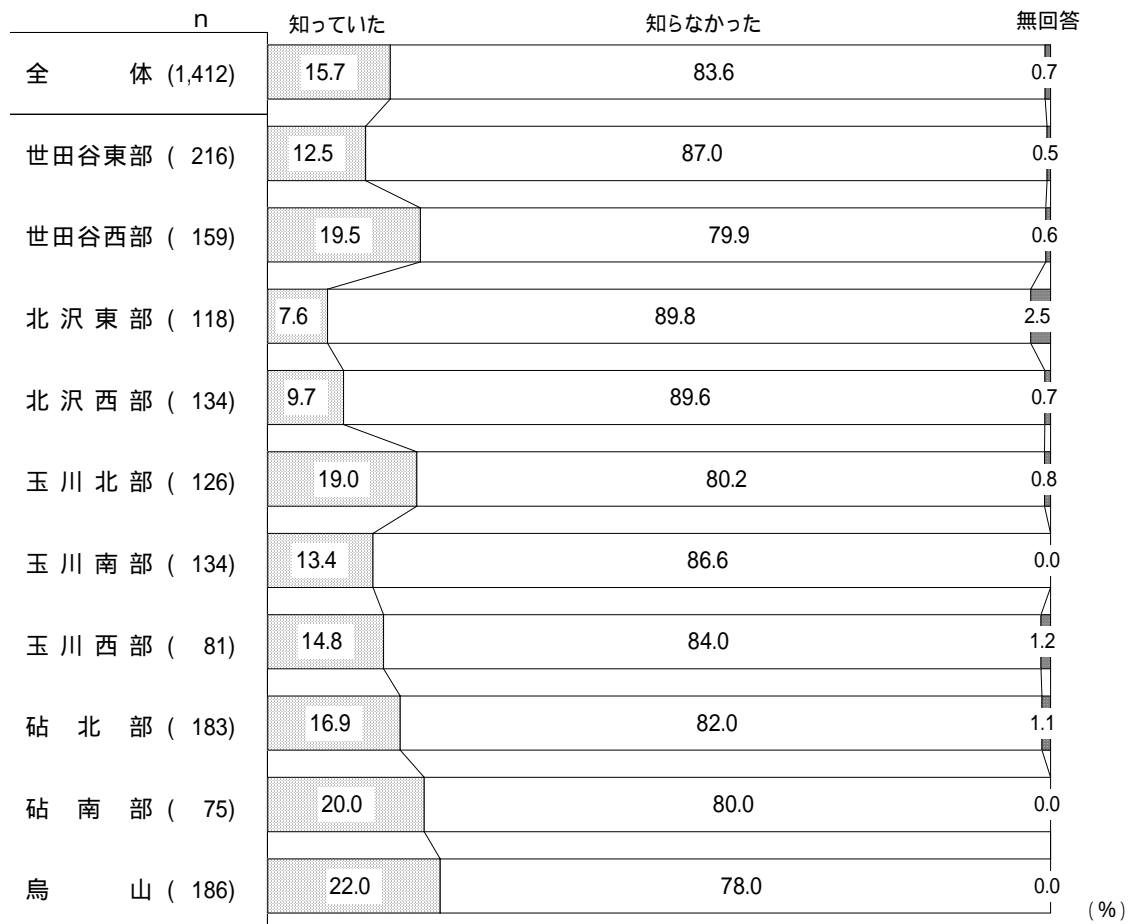 n 知っていた 知らなかった 無回答
全体 (1,412) 15.7 83.6 0.7
世田谷東部 ( 216) 12.5 87.0 0.5
世田谷西部 ( 159) 19.5 79.9 0.6
北沢東部 ( 118) 7.6 89.8 2.5
北沢西部 ( 134) 9.7 89.6 0.7
玉川北部 ( 126) 19.0 80.2 0.8
玉川南部 ( 134) 13.4 86.6 0.0
玉川西部 ( 81) 14.8 84.0 1.2
砧北部 ( 183) 16.9 82.0 1.1
砧南部 ( 75) 20.0 80.0 0.0
烏山 ( 186) 22.0 78.0 0.0
(%)